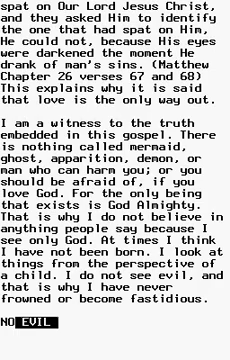 spat on Our Lord Jesus Christ,
and they asked Him to identify
the one that had spat on Him,
He could not, because His eyes
were darkened the moment He
drank of man's sins. (Matthew
Chapter 26 verses 67 and 68)
This explains why it is said
that love is the only way out.

I am a witness to the truth
embedded in this gospel. There
is nothing called mermaid,
ghost, apparition, demon, or
man who can harm you; or you
should be afraid of, if you
love God. For the only being
that exists is God Almighty.
That is why I do not believe in
anything people say because I
see only God. At times I think
I have not been born. I look at
things from the perspective of
a child. I do not see evil, and
that is why I have never
frowned or become fastidious.

NO EVIL